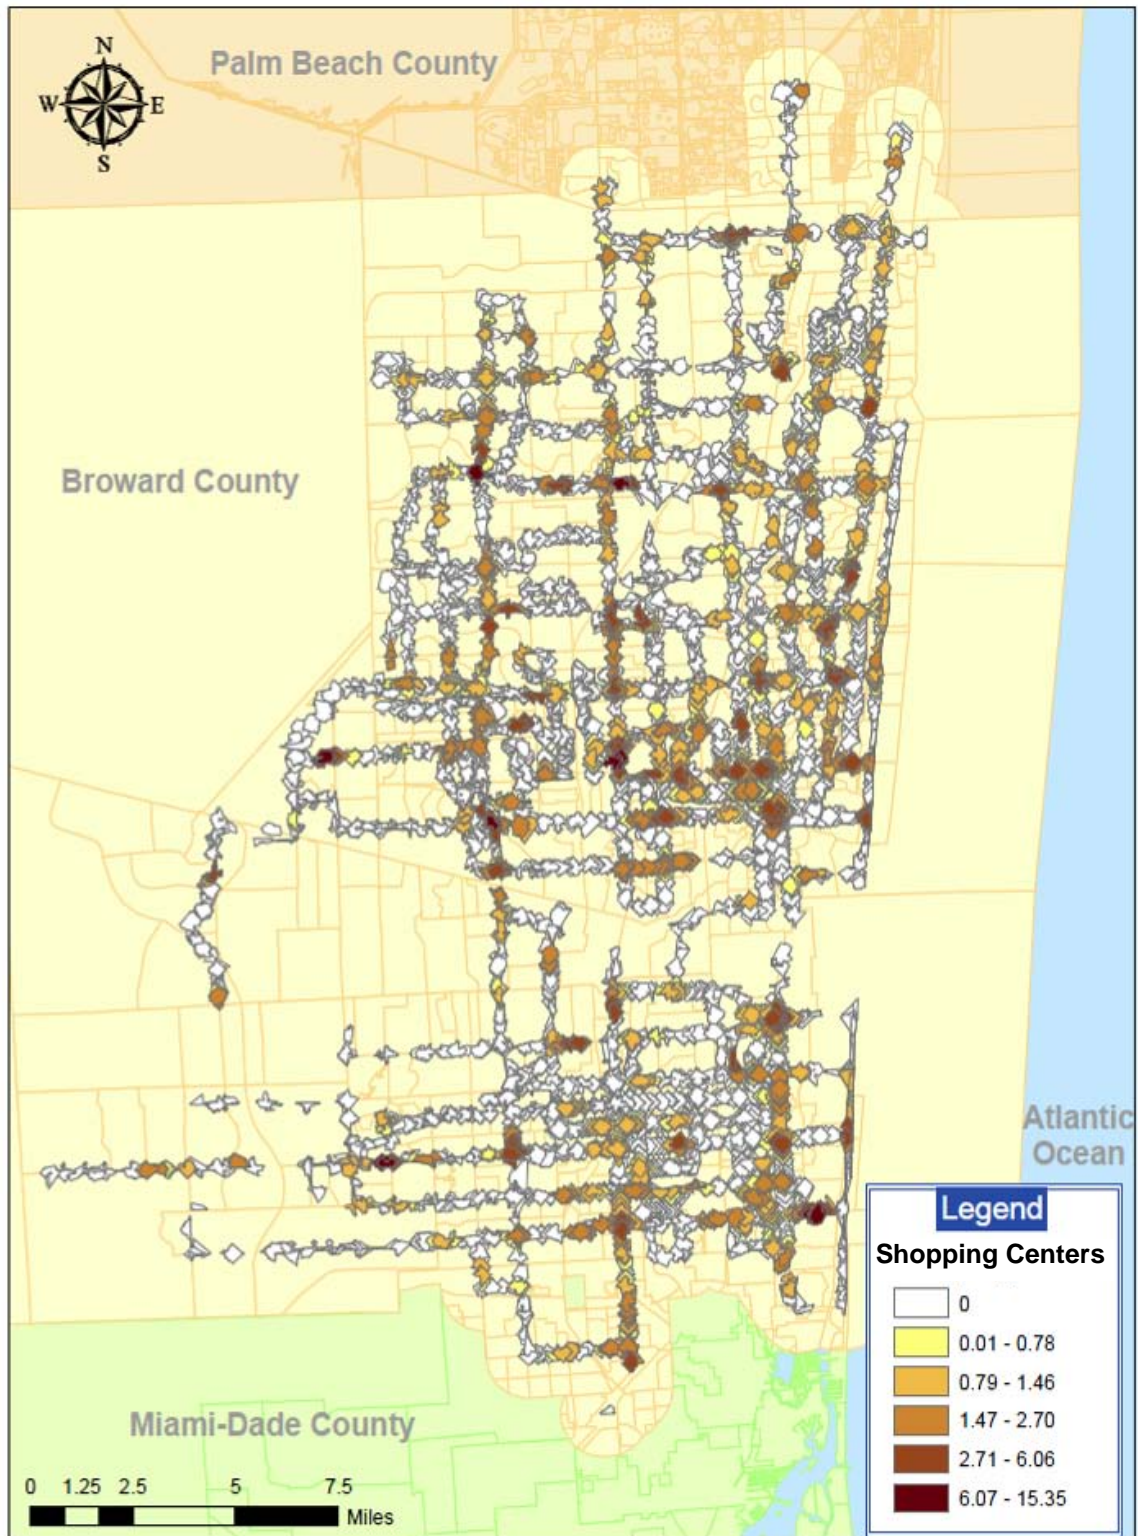 N
Palm Beach County
W
E
S
Broward County
Atlantic
Ocean
Legend
Shopping Centers
0
0.01 - 0.78
0.79 - 1.46
1.47 - 2.70
2.71 - 6.06
6.07 - 15.35
Miami-Dade County
0 1.25 2.5 5 7.5
Miles